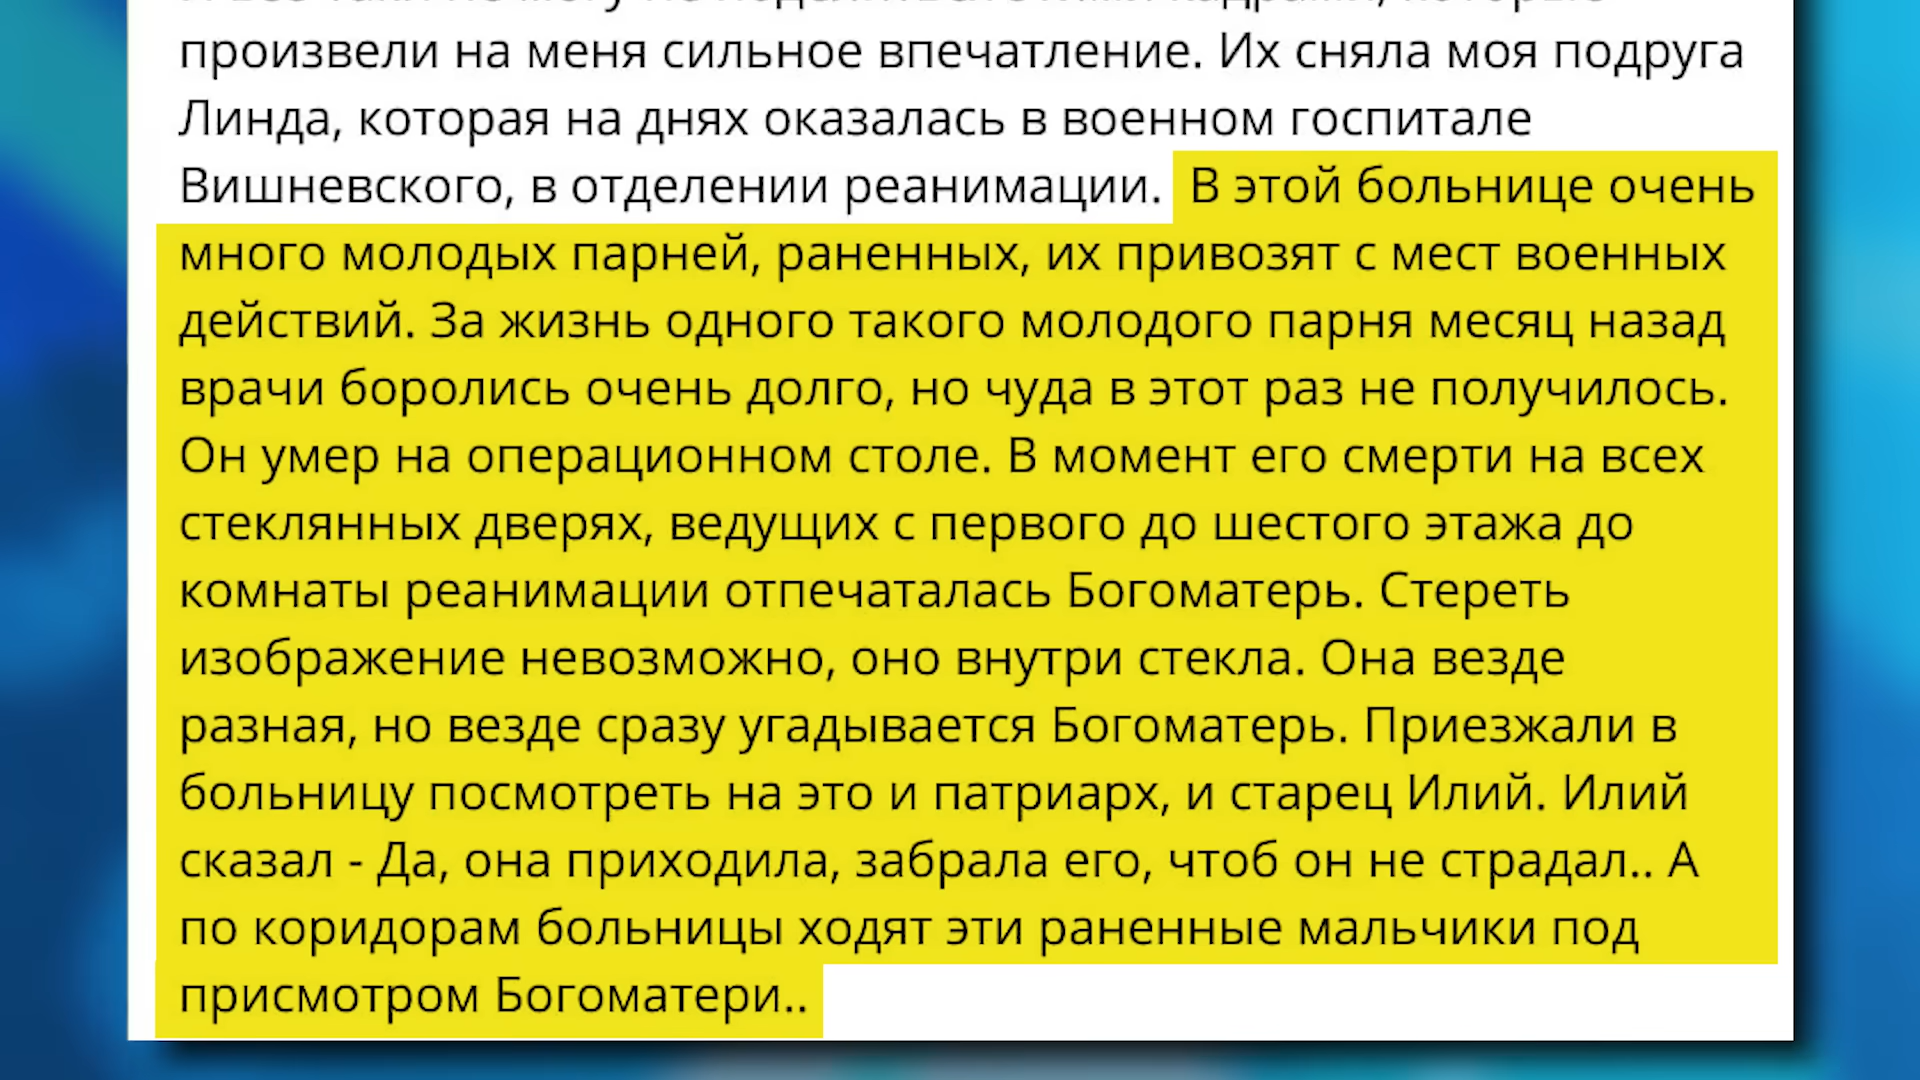 произвели на меня сильное впечатление. Их сняла моя подруга
Линда, которая на днях оказалась в военном госпитале
Вишневского, в отделении реанимации. В этой больнице очень
много молодых парней, раненных, их привозят с мест военных
действий. За жизнь одного такого молодого парня месяц назад
врачи боролись очень долго, но чуда в этот раз не получилось.
Он умер на операционном столе. В момент его смерти на всех
стеклянных дверях, ведущих с первого до шестого этажа до
комнаты реанимации отпечаталась Богоматерь. Стереть
изображение невозможно, оно внутри стекла. Она везде
разная, но везде сразу угадывается Богоматерь. Приезжали в
больницу посмотреть на это и патриарх, и старец Илий. Илий
сказал - Да, она приходила, забрала его, чтоб он не страдал.. А
по коридорам больницы ходят эти раненные мальчики под
присмотром Богоматери..